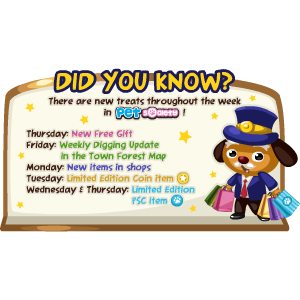 DID YOU KNOW?
There are new treats throughout the week
in Pet Society !
Thursday: New Free Gift
Friday: Weekly Digging Update
in the Town Forest Map
Monday: New items in shops
Tuesday: Limited Edition Coin item
Wednesday & Thursday: Limited Edition
PSC item